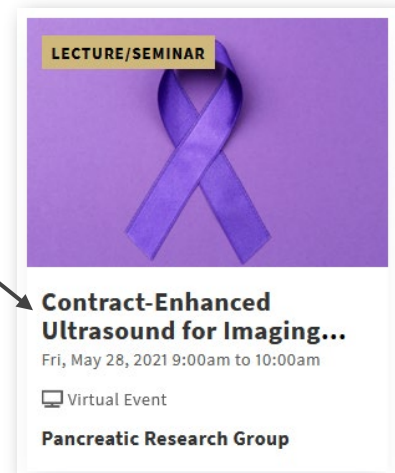 LECTURE/SEMINAR
Contract-Enhanced
Ultrasound for Imaging...
Fri, May 28, 2021 9:00am to 10:00am
Virtual Event
Pancreatic Research Group